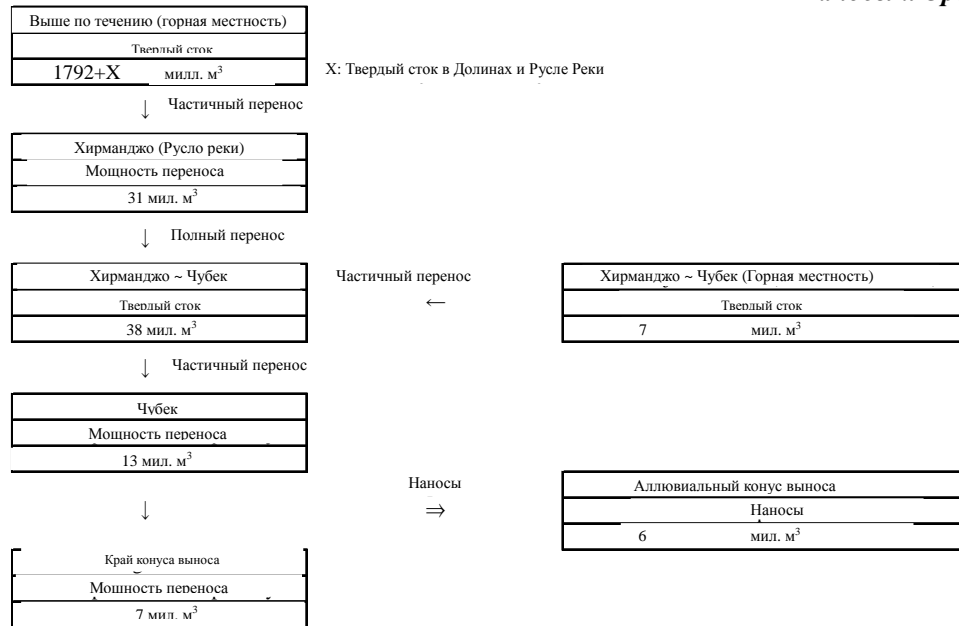 Выше по течению (горная местность)
Твердый сток
1792+X милл. м³
X: Твердый сток в Долинах и Русле Реки
↓ Частичный перенос
Хирманджо (Русло реки)
Мощность переноса
31 мил. м³
↓ Полный перенос
Хирманджо ~ Чубек
Твердый сток
38 мил. м³
Частичный перенос
←
Хирманджо ~ Чубек (Горная местность)
Твердый сток
7 мил. м³
↓ Частичный перенос
Чубек
Мощность переноса
13 мил. м³
↓
Наносы
⇒
Аллювиальный конус выноса
Наносы
6 мил. м³
Край конуса выноса
Мощность переноса
7 мил. м³